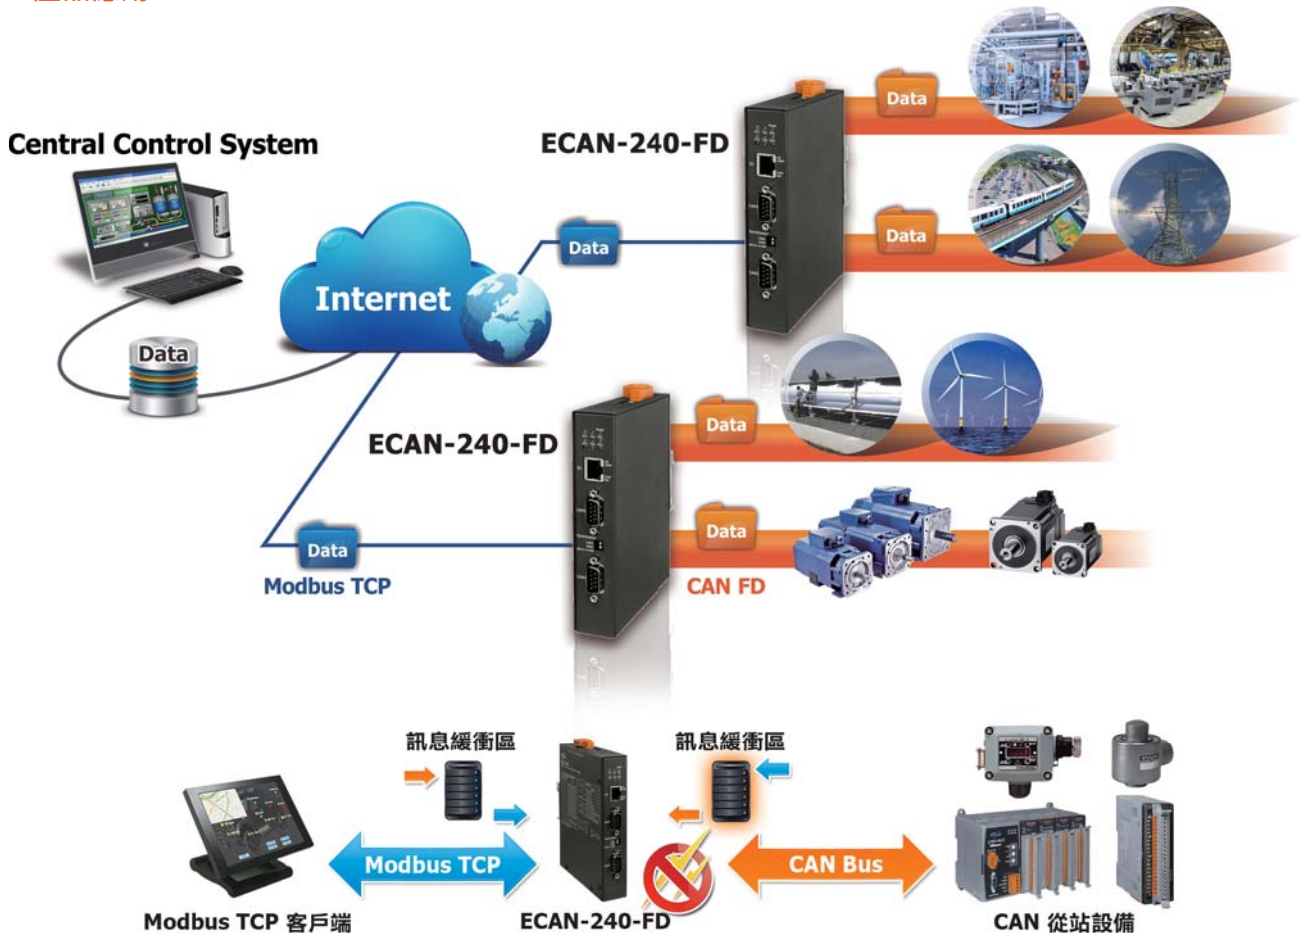 Central Control System
ECAN-240-FD
Data
Data
Data
Internet
Data
ECAN-240-FD
Data
Data
Data
Modbus TCP
CAN FD
訊息緩衝區
訊息緩衝區
Modbus TCP
CAN Bus
Modbus TCP 客戶端
ECAN-240-FD
CAN 從站設備